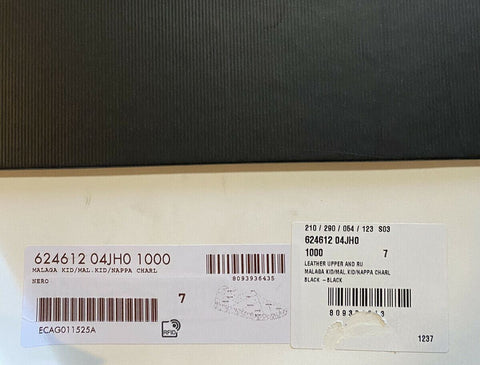 624612 04JH0 1000
MALAGA KID/MAL.KID/NAPPA CHARL
NERO
8093936435
7
ECAG011525A
RFID
210 / 290 / 054 / 123 S03
624612 04JH0
1000 7
LEATHER UPPER AND RU
MALAGA KID/MAL.KID/NAPPA CHARL
BLACK -BLACK
1237